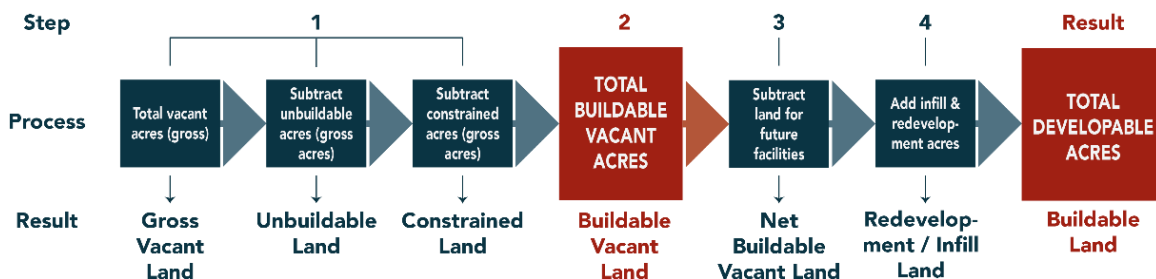 Step
1
2
3
4
Result
Process
Total vacant
acres (gross)
Subtract
unbuildable
acres (gross
acres)
Subtract
constrained
acres (gross
acres)
TOTAL
BUILDABLE
VACANT
ACRES
Subtract
land for
future
facilities
Add infill &
redevelop-
ment acres
TOTAL
DEVELOPABLE
ACRES
Result
Gross
Vacant
Land
Unbuildable
Land
Constrained
Land
Buildable
Vacant
Land
Net
Buildable
Vacant Land
Redevelop-
ment / Infill
Land
Buildable
Land